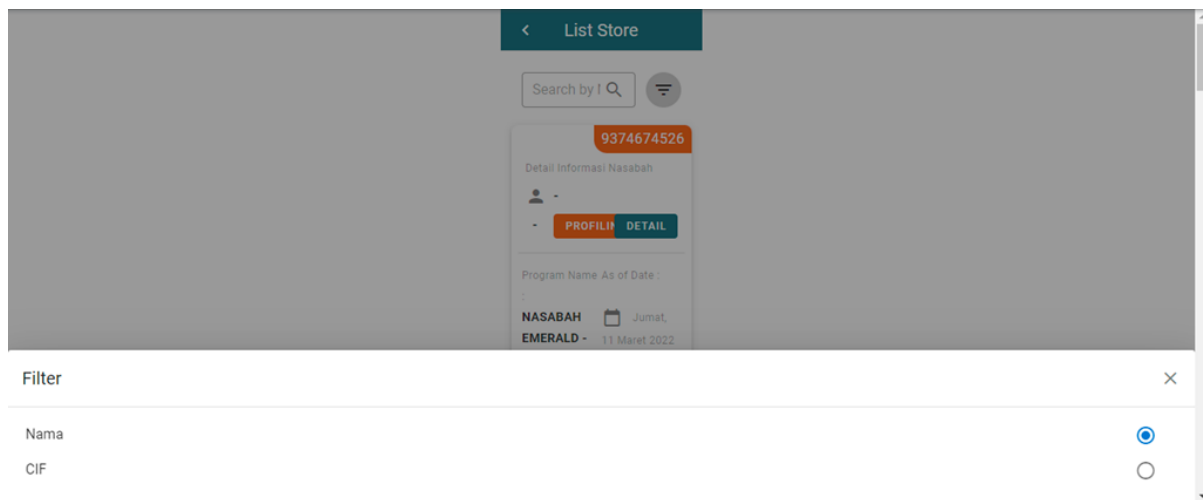 List Store
Search by
9374674526
Detail Informasi Nasabah
-
- PROFILIN DETAIL
Program Name As of Date :
:
NASABAH Jumat,
EMERALD - 11 Maret 2022
Filter
Nama
CIF